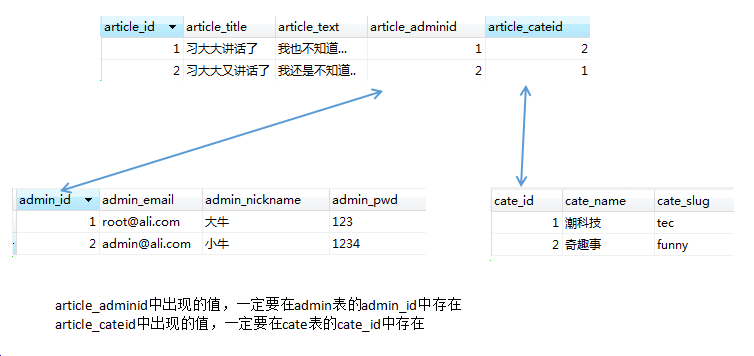 article_id article_title article_text article_adminid article_cateid
1 习大大讲话了 我也不知道... 1 2
2 习大大又讲话了 我还是不知道.. 2 1
admin_id admin_email admin_nickname admin_pwd
1 root@ali.com 大牛 123
2 admin@ali.com 小牛 1234
cate_id cate_name cate_slug
1 潮科技 tec
2 奇趣事 funny
article_adminid中出现的值，一定要在admin表的admin_id中存在
article_cateid中出现的值，一定要在cate表的cate_id中存在